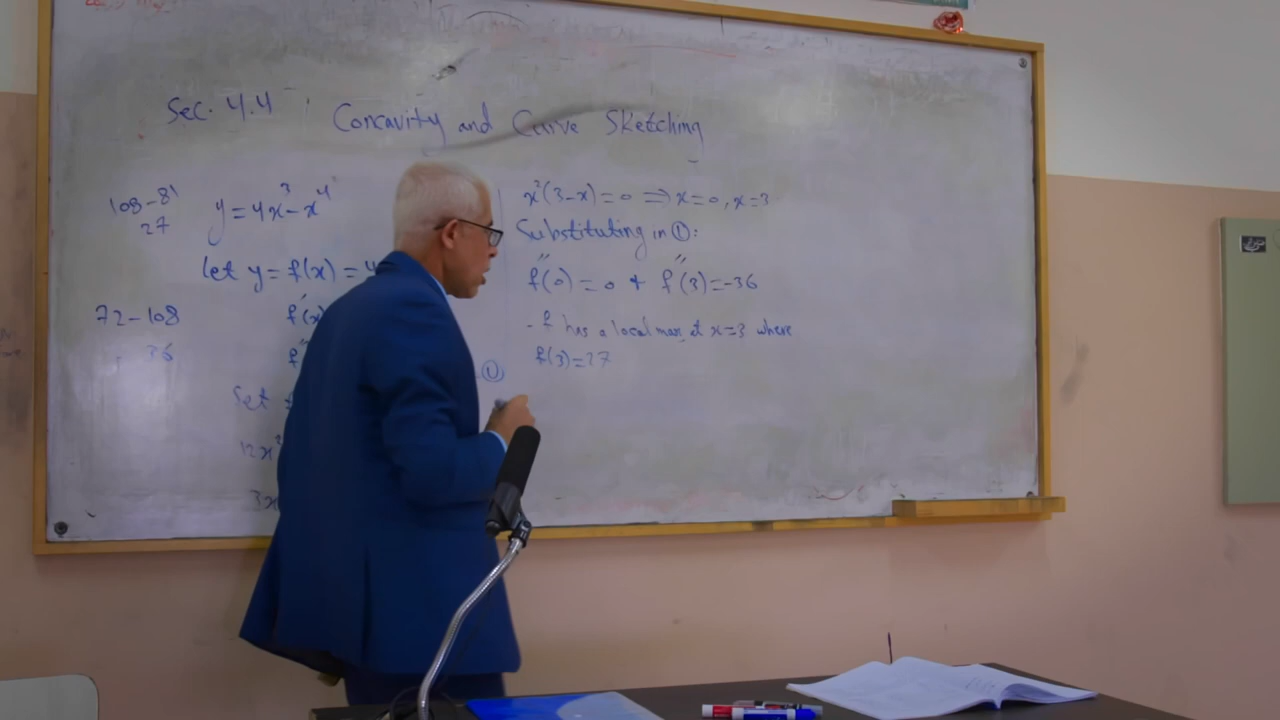 Sec. 4.4 Concavity and Curve Sketching
108-81
27
y = 4x³ - x⁴
let y = f(x) = 4
72-108
36
f'(x)
f''
①
Set
12x²
3x
x²(3-x) = 0 ⟹ x = 0, x = 3
Substituting in ①:
f''(0) = 0 & f''(3) = -36
- f has a local max at x = 3 where
f(3) = 27